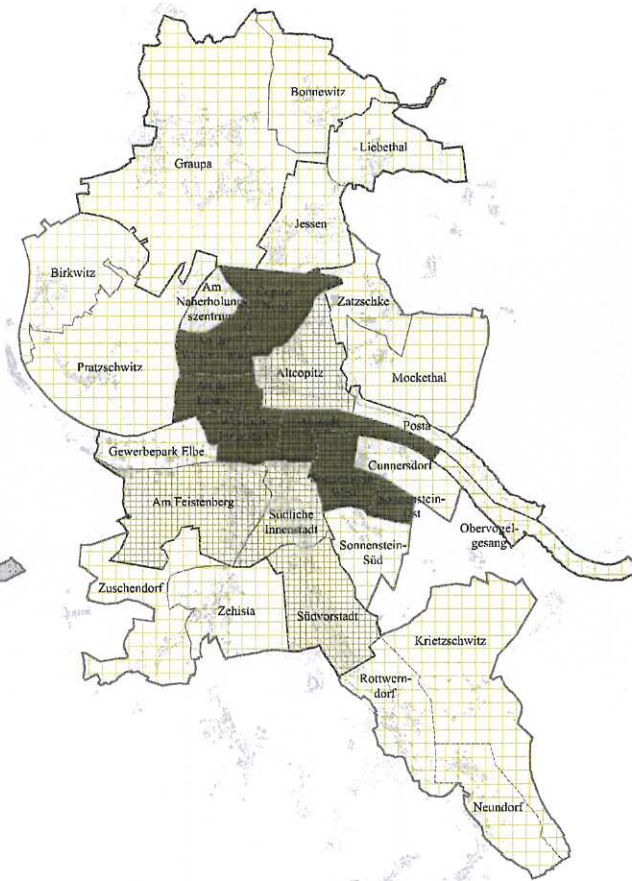 Bonnewitz
Liebethal
Graupa
Jessen
Birkwitz
Am
Naherholungs
szentrum
Zatzschke
Pratzschwitz
Altcopitz
Mockethal
Posta
Gewerbepark Elbe
Cunnersdorf
Am Feistenberg
Südliche
Innenstadt
Sonnenstein-
Obervogel-
gesang
Sonnenstein-
Süd
Zuschendorf
Zehista
Südvorstadt
Krietzschwitz
Rottwern-
dorf
Neundorf